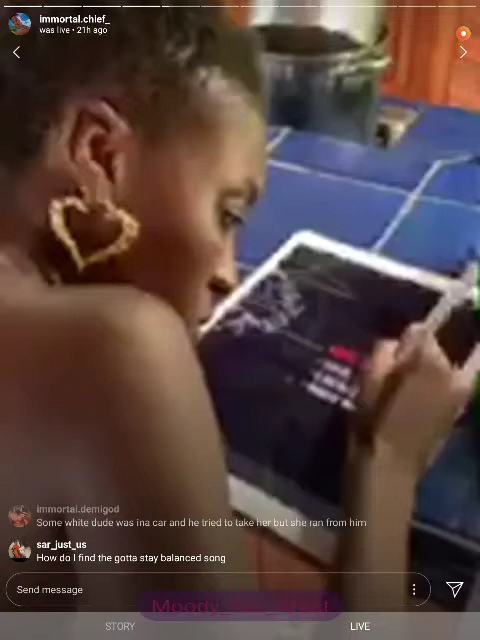 immortal.chief_
was live • 21h ago
immortal.demigod
Some white dude was ina car and he tried to take her but she ran from him
sar_just_us
How do I find the gotta stay balanced song
Send message
STORY
LIVE